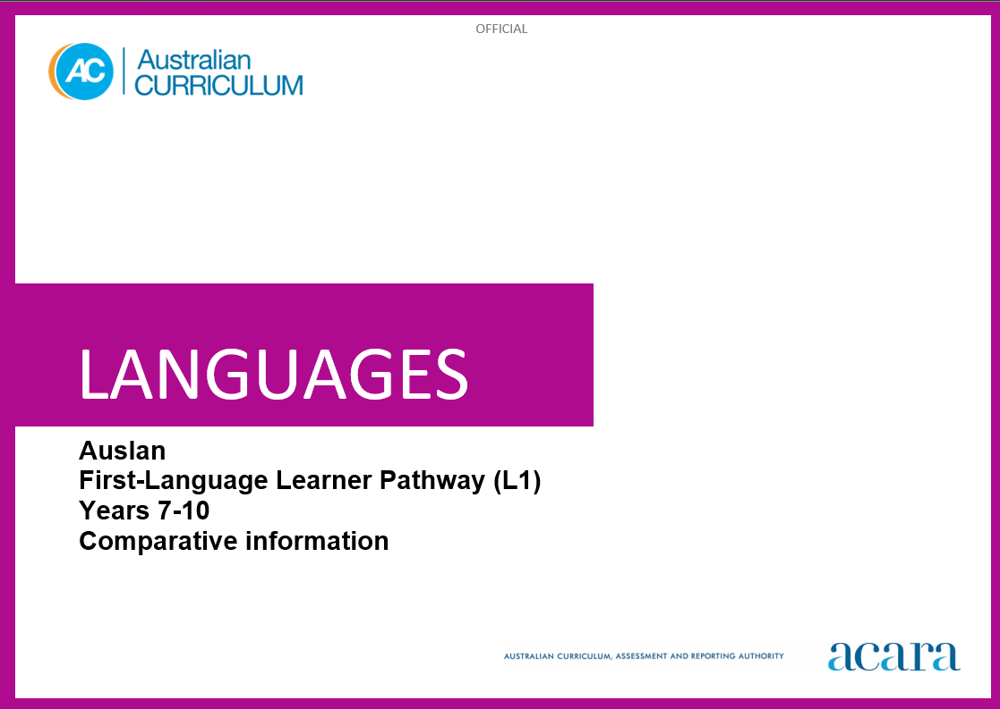 OFFICIAL
AC
Australian
CURRICULUM
LANGUAGES
Auslan
First-Language Learner Pathway (L1)
Years 7-10
Comparative information
AUSTRALIAN CURRICULUM, ASSESSMENT AND REPORTING AUTHORITY
acara